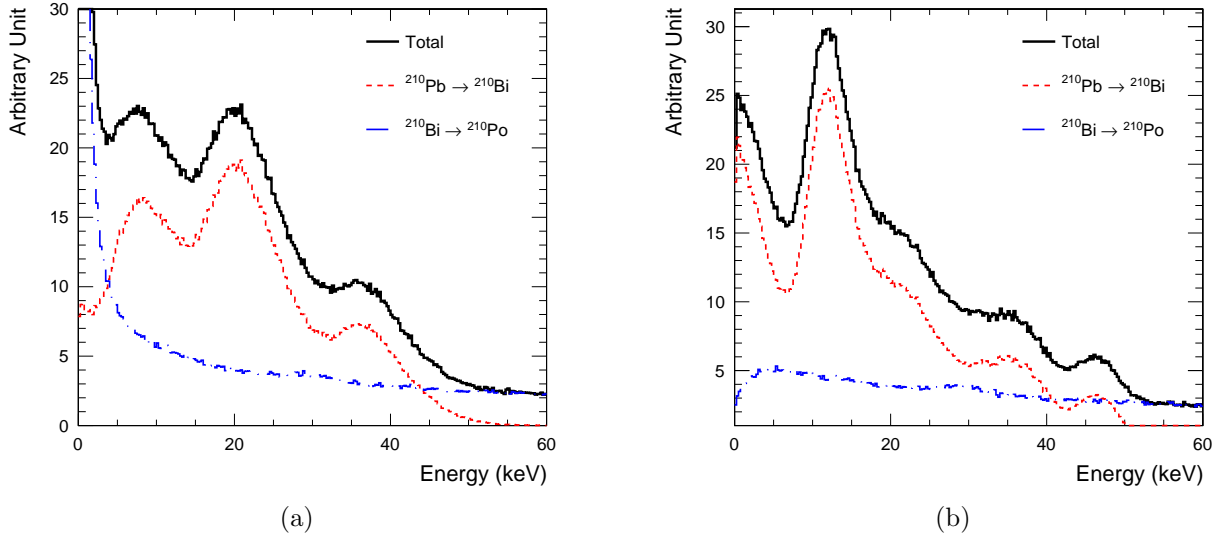 Arbitrary Unit
30
25
20
15
10
5
0
0 20 40 60
Energy (keV)
Total
²¹⁰Pb → ²¹⁰Bi
²¹⁰Bi → ²¹⁰Po
(a)
Arbitrary Unit
30
25
20
15
10
5
0 20 40 60
Energy (keV)
Total
²¹⁰Pb → ²¹⁰Bi
²¹⁰Bi → ²¹⁰Po
(b)